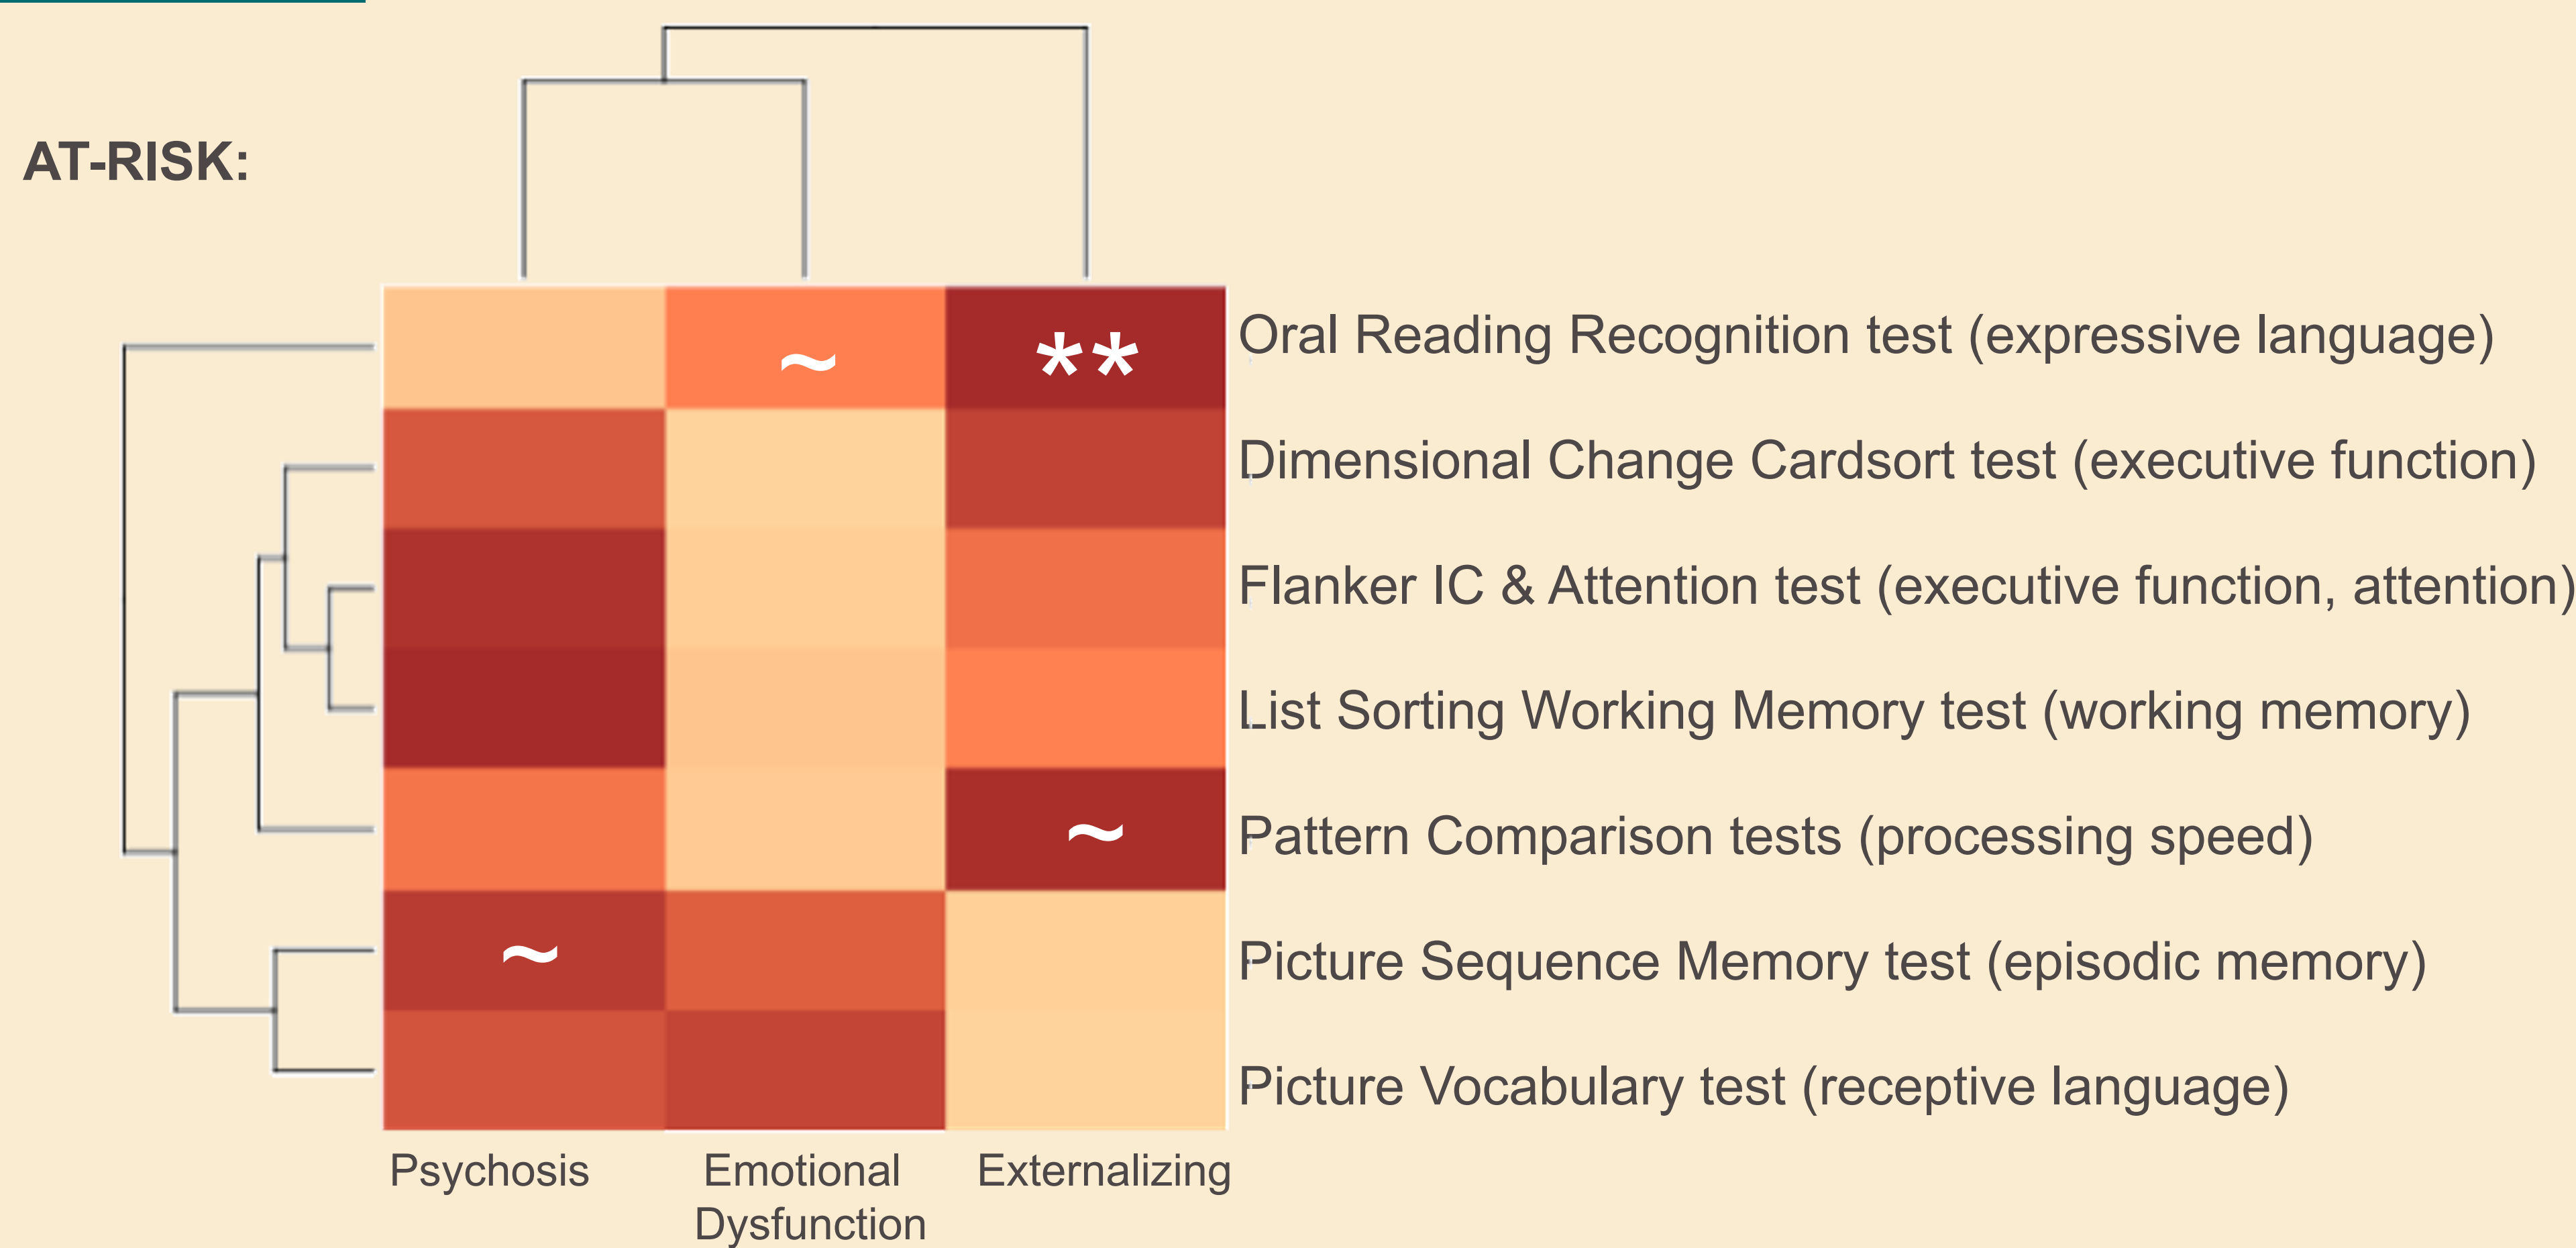 AT-RISK:
~ ** Oral Reading Recognition test (expressive language)
Dimensional Change Cardsort test (executive function)
Flanker IC & Attention test (executive function, attention)
List Sorting Working Memory test (working memory)
~ Pattern Comparison tests (processing speed)
~ Picture Sequence Memory test (episodic memory)
Picture Vocabulary test (receptive language)
Psychosis Emotional Externalizing
Dysfunction